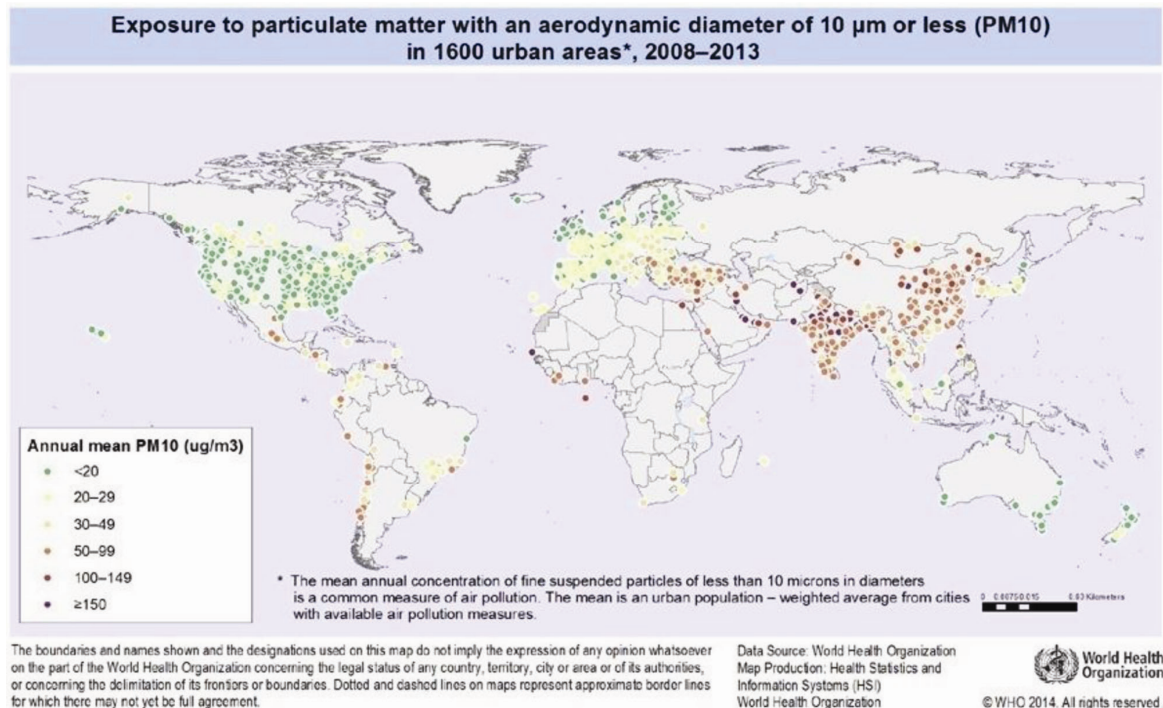 Exposure to particulate matter with an aerodynamic diameter of 10 µm or less (PM10)
in 1600 urban areas*, 2008–2013
Annual mean PM10 (ug/m3)
<20
20–29
30–49
50–99
100–149
≥150
* The mean annual concentration of fine suspended particles of less than 10 microns in diameters
is a common measure of air pollution. The mean is an urban population – weighted average from cities
with available air pollution measures.
0 0.00750.015 0.03 Kilometers
The boundaries and names shown and the designations used on this map do not imply the expression of any opinion whatsoever
on the part of the World Health Organization concerning the legal status of any country, territory, city or area or of its authorities,
or concerning the delimitation of its frontiers or boundaries. Dotted and dashed lines on maps represent approximate border lines
for which there may not yet be full agreement.
Data Source: World Health Organization
Map Production: Health Statistics and
Information Systems (HSI)
World Health Organization
World Health
Organization
© WHO 2014. All rights reserved.